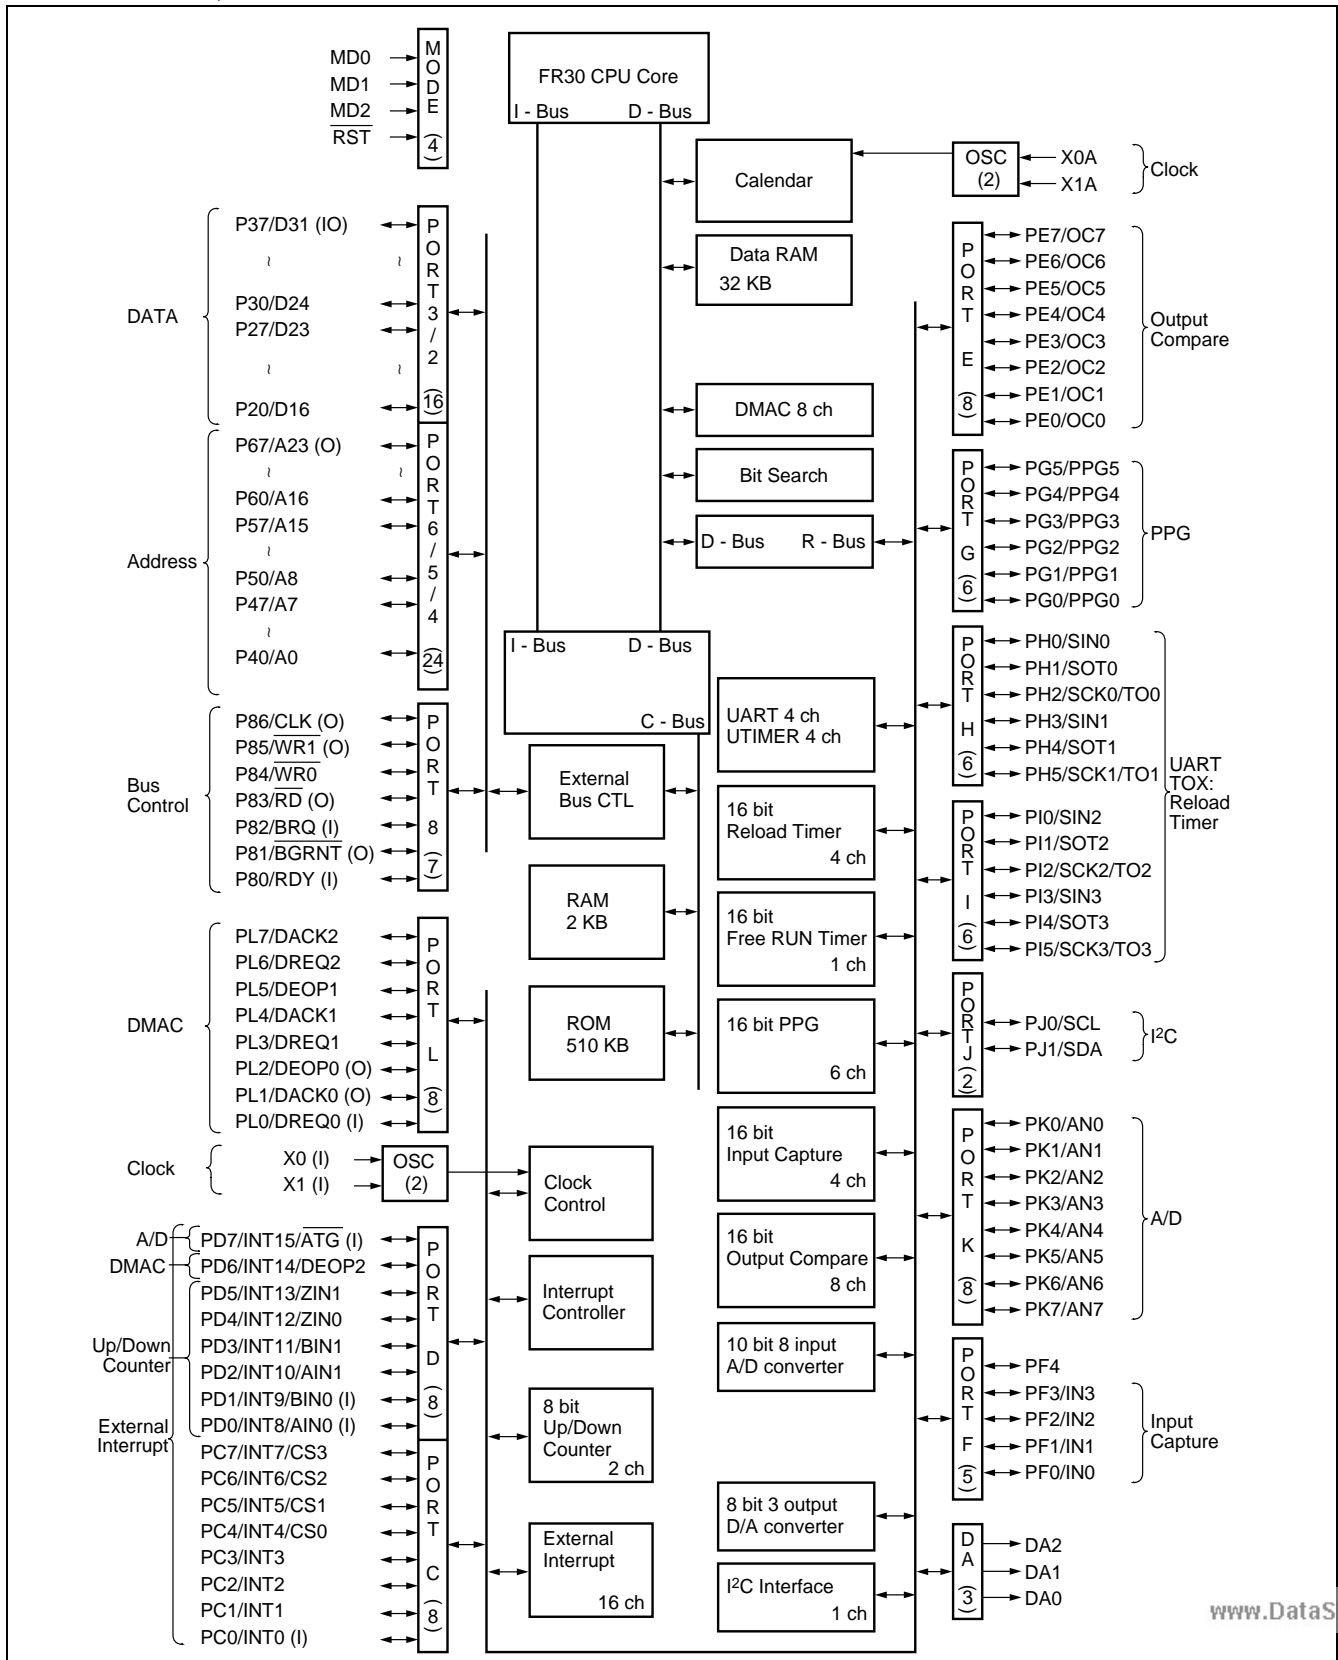 MD0
MD1
MD2
RST
MODE (4)
FR30 CPU Core
I - Bus D - Bus
Calendar
OSC
(2)
X0A
X1A
Clock
DATA
P37/D31 (IO)
~ ~
P30/D24
P27/D23
~ ~
P20/D16
PORT3/2 (16)
Data RAM
32 KB
DMAC 8 ch
Bit Search
D - Bus R - Bus
PORT E (8)
PE7/OC7
PE6/OC6
PE5/OC5
PE4/OC4
PE3/OC3
PE2/OC2
PE1/OC1
PE0/OC0
Output
Compare
Address
P67/A23 (O)
~ ~
P60/A16
P57/A15
~
P50/A8
P47/A7
~
P40/A0
PORT6/5/4 (24)
PORT G (6)
PG5/PPG5
PG4/PPG4
PG3/PPG3
PG2/PPG2
PG1/PPG1
PG0/PPG0
PPG
I - Bus D - Bus
C - Bus
Bus
Control
P86/CLK (O)
P85/WR1 (O)
P84/WR0
P83/RD (O)
P82/BRQ (I)
P81/BGRNT (O)
P80/RDY (I)
PORT 8 (7)
External
Bus CTL
RAM
2 KB
ROM
510 KB
UART 4 ch
UTIMER 4 ch
16 bit
Reload Timer
4 ch
16 bit
Free RUN Timer
1 ch
16 bit PPG
6 ch
16 bit
Input Capture
4 ch
16 bit
Output Compare
8 ch
10 bit 8 input
A/D converter
8 bit 3 output
D/A converter
I2C Interface
1 ch
PORT H (6)
PH0/SIN0
PH1/SOT0
PH2/SCK0/TO0
PH3/SIN1
PH4/SOT1
PH5/SCK1/TO1
UART
TOX:
Reload
Timer
PORT I (6)
PI0/SIN2
PI1/SOT2
PI2/SCK2/TO2
PI3/SIN3
PI4/SOT3
PI5/SCK3/TO3
PORTJ (2)
PJ0/SCL
PJ1/SDA
I2C
PORT K (8)
PK0/AN0
PK1/AN1
PK2/AN2
PK3/AN3
PK4/AN4
PK5/AN5
PK6/AN6
PK7/AN7
A/D
PORT F (5)
PF4
PF3/IN3
PF2/IN2
PF1/IN1
PF0/IN0
Input
Capture
DA (3)
DA2
DA1
DA0
DMAC
PL7/DACK2
PL6/DREQ2
PL5/DEOP1
PL4/DACK1
PL3/DREQ1
PL2/DEOP0 (O)
PL1/DACK0 (O)
PL0/DREQ0 (I)
PORT L (8)
Clock
X0 (I)
X1 (I)
OSC
(2)
Clock
Control
Interrupt
Controller
8 bit
Up/Down
Counter
2 ch
External
Interrupt
16 ch
A/D
DMAC
Up/Down
Counter
External
Interrupt
PD7/INT15/ATG (I)
PD6/INT14/DEOP2
PD5/INT13/ZIN1
PD4/INT12/ZIN0
PD3/INT11/BIN1
PD2/INT10/AIN1
PD1/INT9/BIN0 (I)
PD0/INT8/AIN0 (I)
PORT D (8)
PC7/INT7/CS3
PC6/INT6/CS2
PC5/INT5/CS1
PC4/INT4/CS0
PC3/INT3
PC2/INT2
PC1/INT1
PC0/INT0 (I)
PORT C (8)
www.DataS